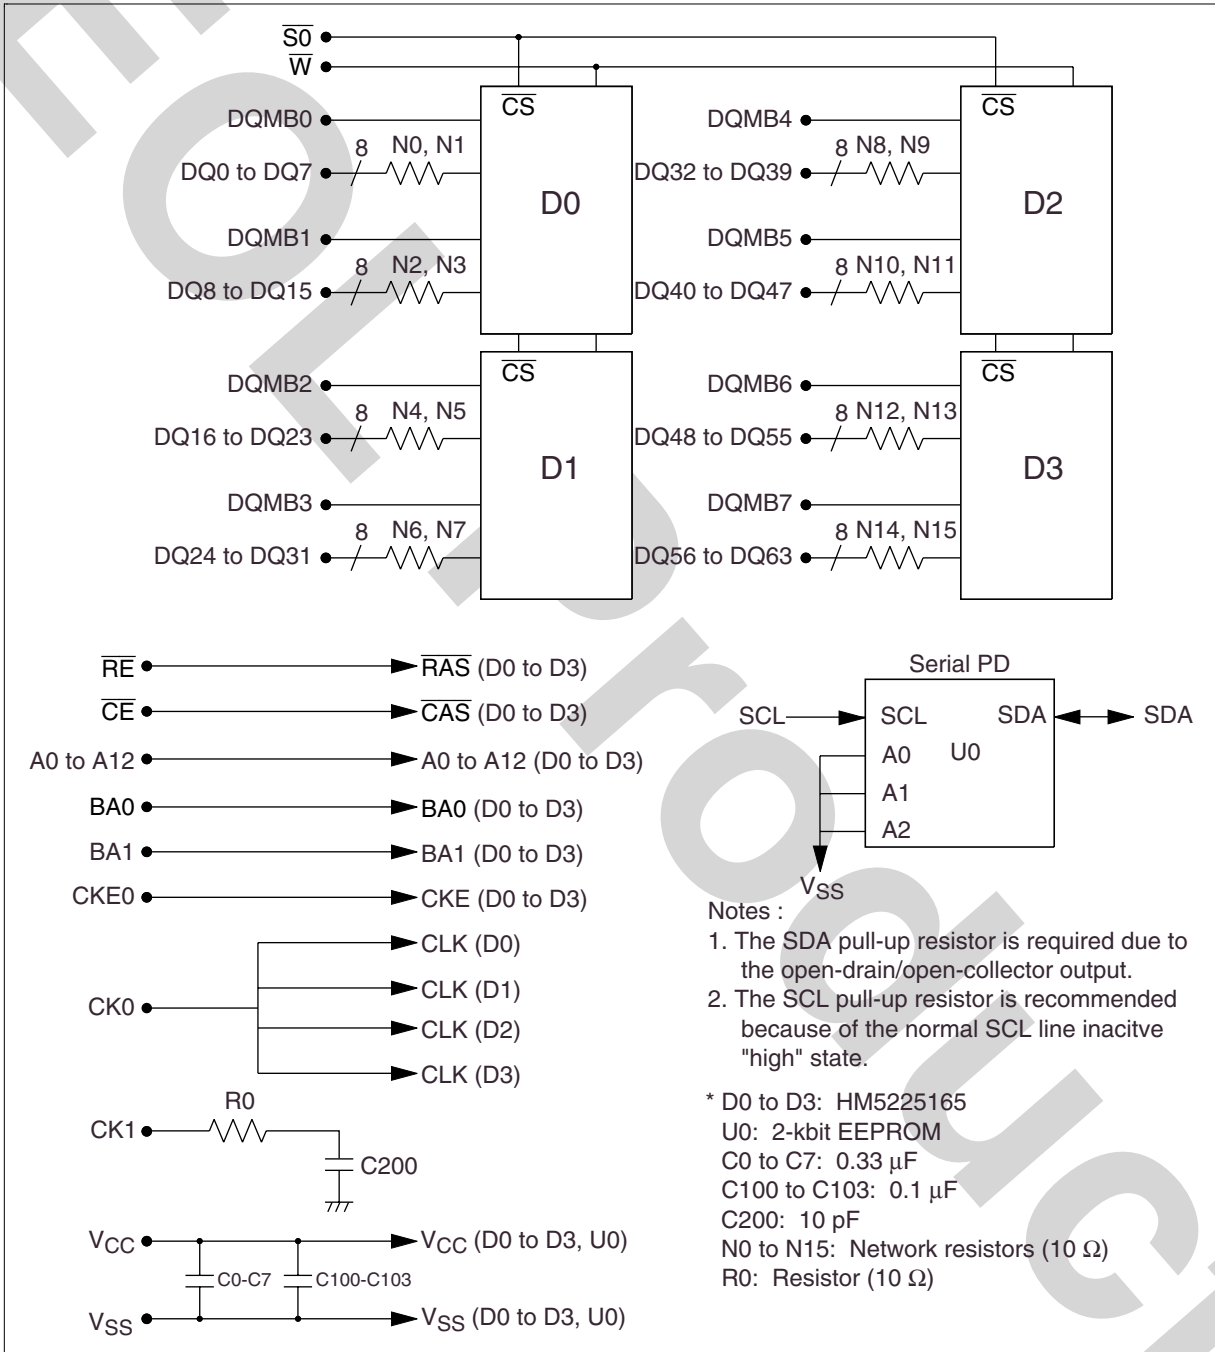 S0
W
CS
CS
DQMB0
DQMB4
8 N0, N1
8 N8, N9
DQ0 to DQ7
DQ32 to DQ39
D0
D2
DQMB1
DQMB5
8 N2, N3
8 N10, N11
DQ8 to DQ15
DQ40 to DQ47
CS
CS
DQMB2
DQMB6
8 N4, N5
8 N12, N13
DQ16 to DQ23
DQ48 to DQ55
D1
D3
DQMB3
DQMB7
8 N6, N7
8 N14, N15
DQ24 to DQ31
DQ56 to DQ63
RE
RAS (D0 to D3)
CE
CAS (D0 to D3)
A0 to A12
A0 to A12 (D0 to D3)
BA0
BA0 (D0 to D3)
BA1
BA1 (D0 to D3)
CKE0
CKE (D0 to D3)
CK0
CLK (D0)
CLK (D1)
CLK (D2)
CLK (D3)
R0
CK1
C200
VCC
VCC (D0 to D3, U0)
C0-C7
C100-C103
VSS
VSS (D0 to D3, U0)
Serial PD
SCL
SCL
SDA
SDA
A0
U0
A1
A2
VSS
Notes :
1. The SDA pull-up resistor is required due to
the open-drain/open-collector output.
2. The SCL pull-up resistor is recommended
because of the normal SCL line inacitve
"high" state.
* D0 to D3: HM5225165
U0: 2-kbit EEPROM
C0 to C7: 0.33 μF
C100 to C103: 0.1 μF
C200: 10 pF
N0 to N15: Network resistors (10 Ω)
R0: Resistor (10 Ω)
EOL Product